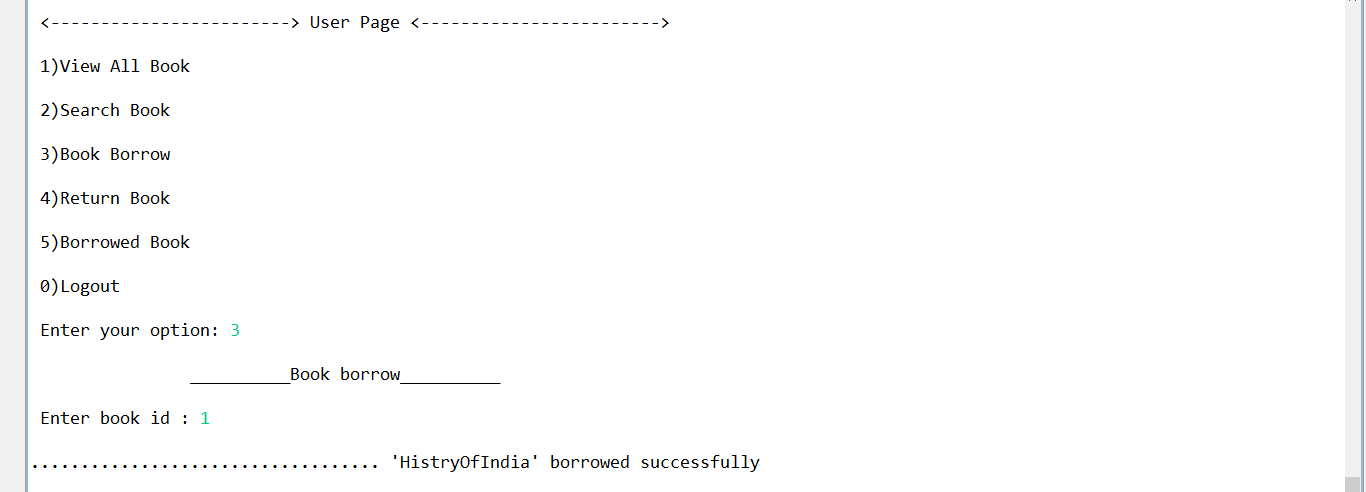 <------------------------> User Page <------------------------>
1)View All Book
2)Search Book
3)Book Borrow
4)Return Book
5)Borrowed Book
0)Logout
Enter your option: 3
__________Book borrow__________
Enter book id : 1
................................... 'HistryOfIndia' borrowed successfully